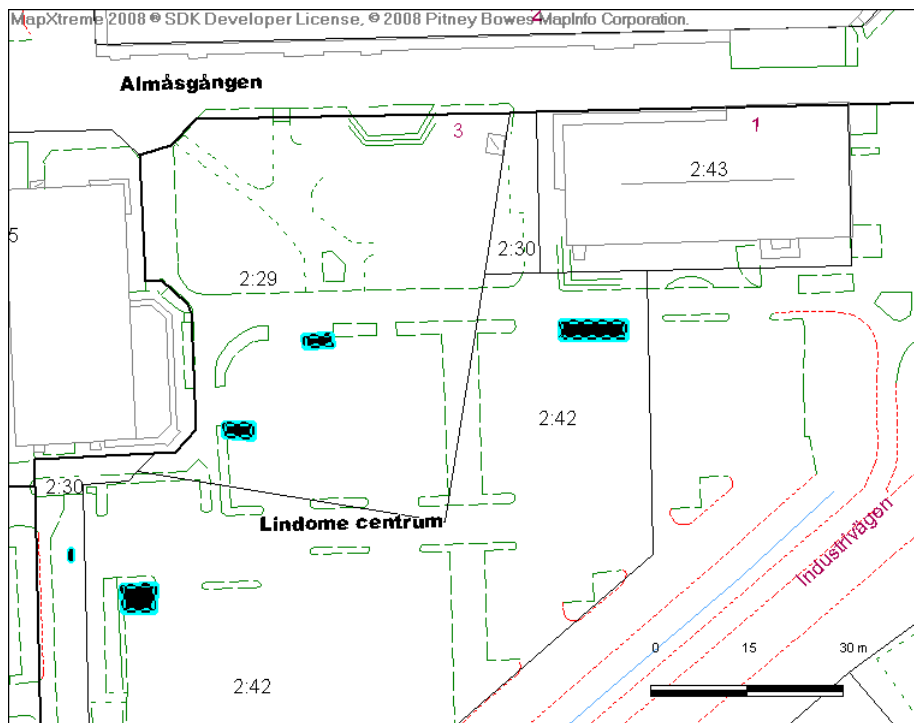 MapXtreme 2008 ® SDK Developer License, © 2008 Pitney Bowes MapInfo Corporation.
Almåsgången
3
1
2:43
5
2:30
2:29
2:42
2:30
Lindome centrum
Industrivägen
0 15 30 m
2:42